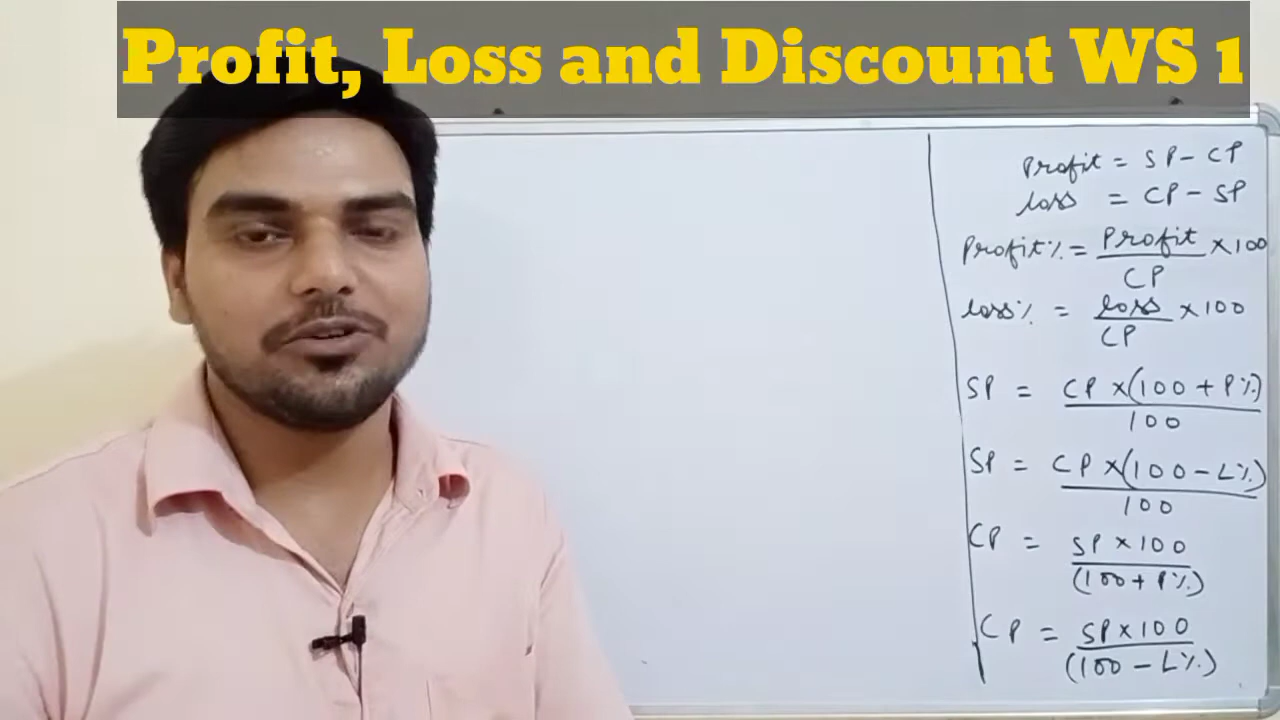 Profit, Loss and Discount WS 1
Profit = SP - CP
loss = CP - SP
Profit% = Profit/CP × 100
loss% = loss/CP × 100
SP = CP × (100 + P%)/100
SP = CP × (100 - L%)/100
CP = SP × 100/(100 + P%)
CP = SP × 100/(100 - L%)